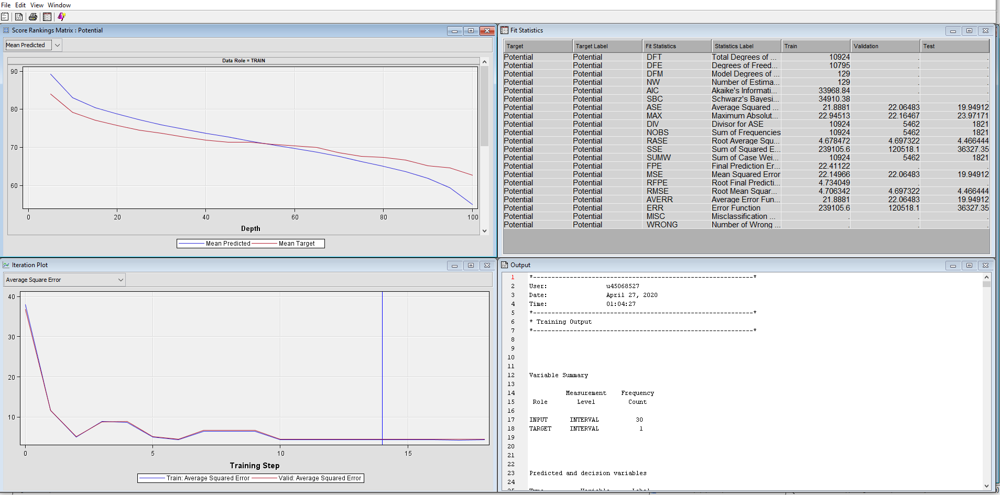 File Edit View Window
Score Rankings Matrix : Potential
Mean Predicted
Data Role = TRAIN
90
80
70
60
0 20 40 60 80 100
Depth
Mean Predicted Mean Target
Fit Statistics
Target Target Label Fit Statistics Statistics Label Train Validation Test
Potential Potential DFT Total Degrees of ... 10924 . .
Potential Potential DFE Degrees of Freed... 10795 . .
Potential Potential DFM Model Degrees of ... 129 . .
Potential Potential NW Number of Estima... 129 . .
Potential Potential AIC Akaike's Informati... 33968.84 . .
Potential Potential SBC Schwarz's Bayesi... 34910.38 . .
Potential Potential ASE Average Squared ... 21.8881 22.06483 19.94912
Potential Potential MAX Maximum Absolut... 22.94513 22.16467 23.97171
Potential Potential DIV Divisor for ASE 10924 5462 1821
Potential Potential NOBS Sum of Frequencies 10924 5462 1821
Potential Potential RASE Root Average Squ... 4.678472 4.697322 4.466444
Potential Potential SSE Sum of Squared E... 239105.6 120518.1 36327.35
Potential Potential SUMW Sum of Case Wei... 10924 5462 1821
Potential Potential FPE Final Prediction Er... 22.41122 . .
Potential Potential MSE Mean Squared Error 22.14966 22.06483 19.94912
Potential Potential RFPE Root Final Predicti... 4.734049 . .
Potential Potential RMSE Root Mean Squar... 4.706342 4.697322 4.466444
Potential Potential AVERR Average Error Fun... 21.8881 22.06483 19.94912
Potential Potential ERR Error Function 239105.6 120518.1 36327.35
Potential Potential MISC Misclassification ... . . .
Potential Potential WRONG Number of Wrong ... . . .
Iteration Plot
Average Square Error
40
30
20
10
0 5 10 15
Training Step
Train: Average Squared Error Valid: Average Squared Error
Output
1 *------------------------------------------------------------*
2 User: u45068527
3 Date: April 27, 2020
4 Time: 01:04:27
5 *------------------------------------------------------------*
6 * Training Output
7 *------------------------------------------------------------*
8
9
10
11
12 Variable Summary
13
14 Measurement Frequency
15 Role Level Count
16
17 INPUT INTERVAL 30
18 TARGET INTERVAL 1
19
20
21
22
23 Predicted and decision variables
24
25 Type Variable Label